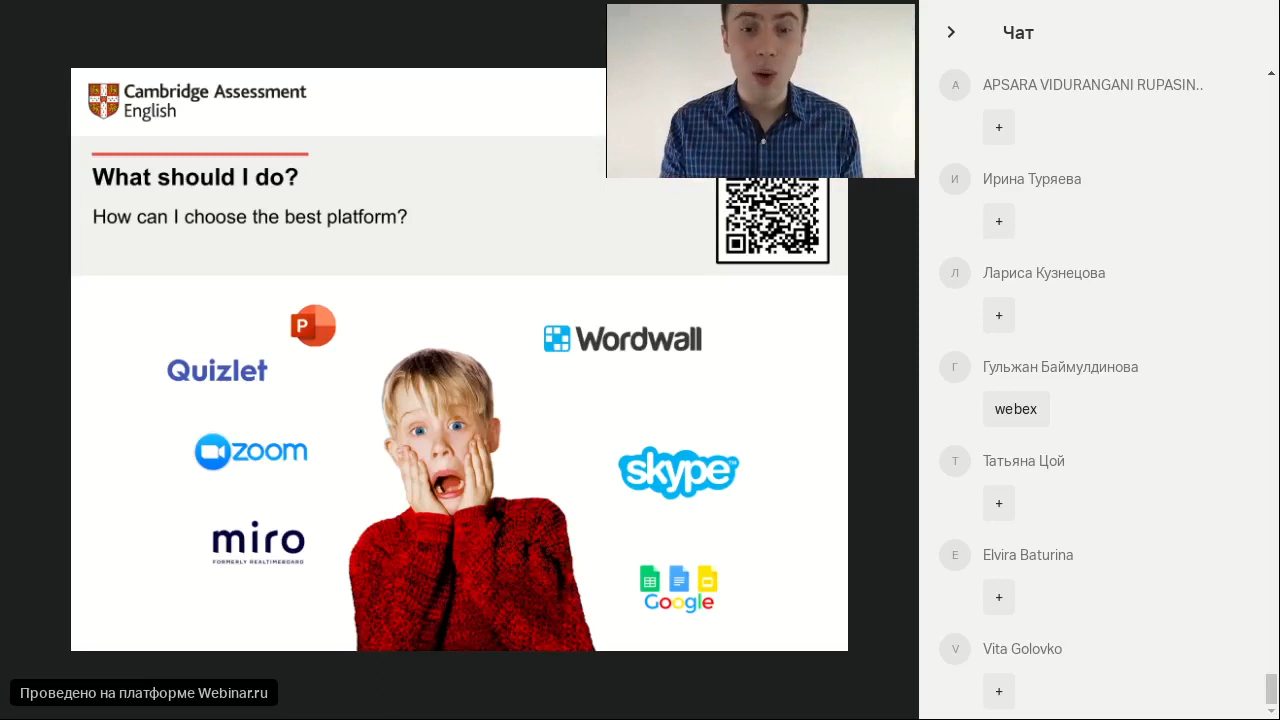 Cambridge Assessment
English
What should I do?
How can I choose the best platform?
P
Quizlet
Wordwall
zoom
skype™
miro
FORMERLY REALTIMEBOARD
Google
Проведено на платформе Webinar.ru
Чат
A
APSARA VIDURANGANI RUPASIN..
+
И
Ирина Туряева
+
Л
Лариса Кузнецова
+
Г
Гульжан Баймулдинова
webex
Т
Татьяна Цой
+
E
Elvira Baturina
+
V
Vita Golovko
+